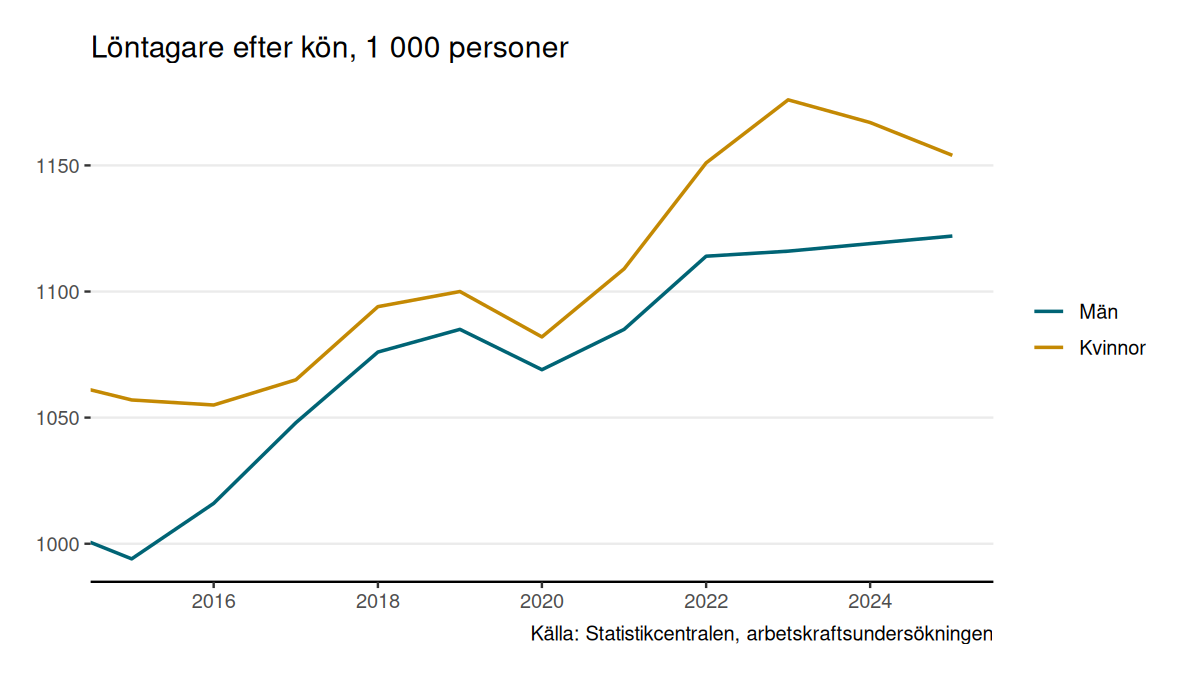 Löntagare efter kön, 1 000 personer
1150
1100
1050
1000
2016 2018 2020 2022 2024
Män
Kvinnor
Källa: Statistikcentralen, arbetskraftsundersökningen